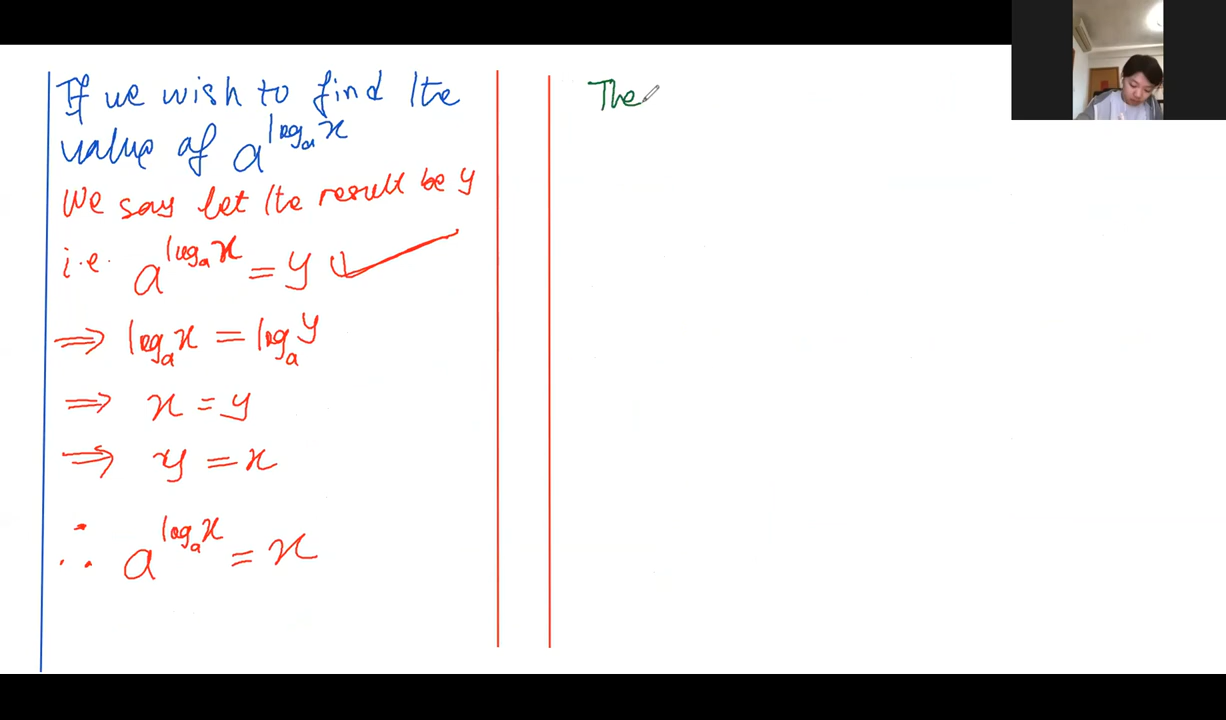 If we wish to find the
value of a^{log_a x}
We say let the result be y
i.e. a^{log_a x} = y ✓
⇒ log_a x = log_a y
⇒ x = y
⇒ y = x
∴ a^{log_a x} = x
The